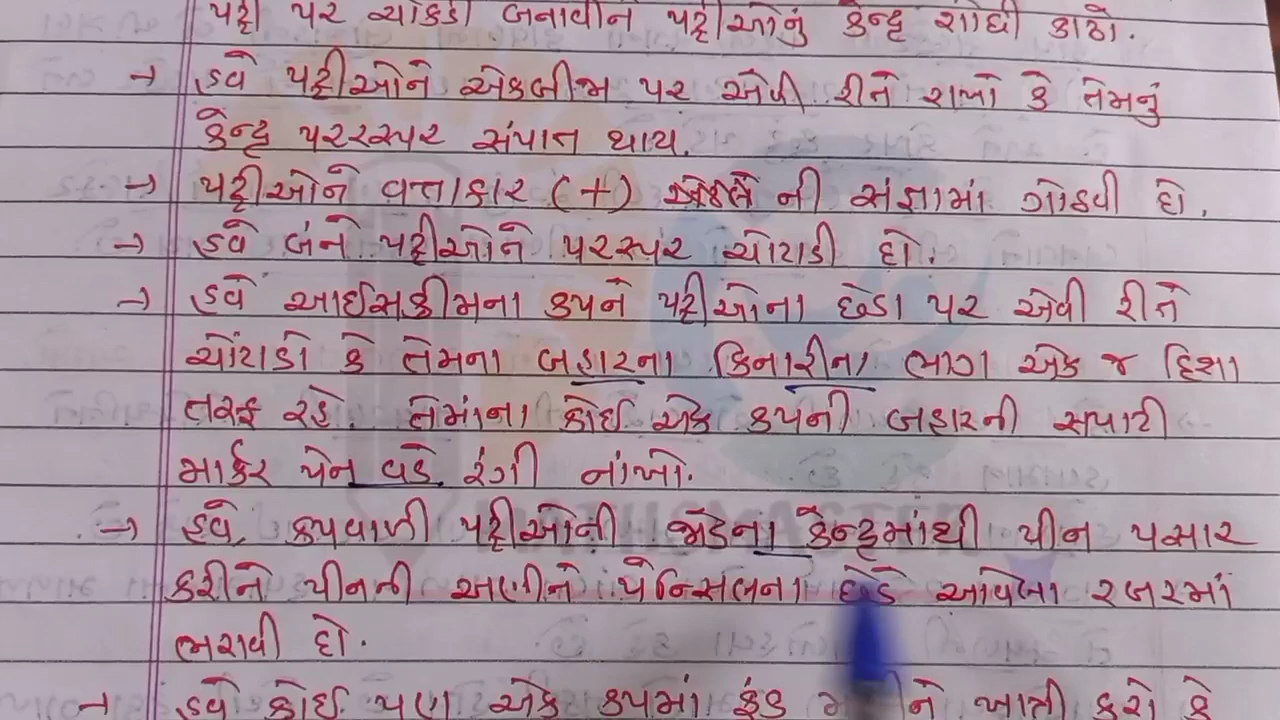 પટ્ટી પર ચોકડી બનાવીને પટ્ટીઓનું કેન્દ્ર શોધી કાઢો.
→ હવે પટ્ટીઓને એકબીજા પર એવી રીતે રાખો કે તેમનું
કેન્દ્ર પરસ્પર સંપાત થાય.
→ પટ્ટીઓને વત્તાકાર (+) ની સંજ્ઞામાં ગોઠવી દો.
→ હવે બંને પટ્ટીઓને પરસ્પર ચોટાડી દો.
→ હવે આઈસક્રીમના કપને પટ્ટીઓના છેડા પર એવી રીતે
ચોંટાડો કે તેમના બહારના કિનારીના ભાગ એક જ દિશા
તરફ રહે. તેમાંના કોઈ એક કપની બહારની સપાટી
માર્કર પેન વડે રંગી નાંખો.
→ હવે, કપવાળી પટ્ટીઓની જોડેના કેન્દ્રમાંથી પીન પસાર
કરીને પીનની અણીને પેન્સિલના છેડે આવેલા રબરમાં
ભરાવી દો.
→ હવે કોઈ પણ એક કપમાં ફૂંક ખાત્રી કરો કે